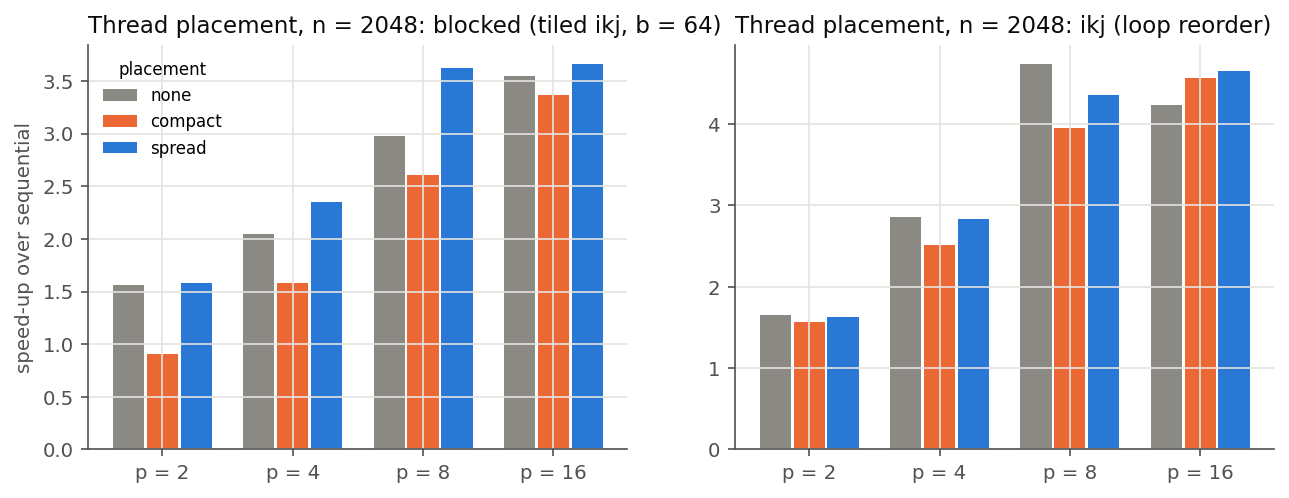 Thread placement, n = 2048: blocked (tiled ikj, b = 64)
speed-up over sequential
3.5
3.0
2.5
2.0
1.5
1.0
0.5
0.0
placement
none
compact
spread
p = 2
p = 4
p = 8
p = 16
Thread placement, n = 2048: ikj (loop reorder)
4
3
2
1
0
p = 2
p = 4
p = 8
p = 16